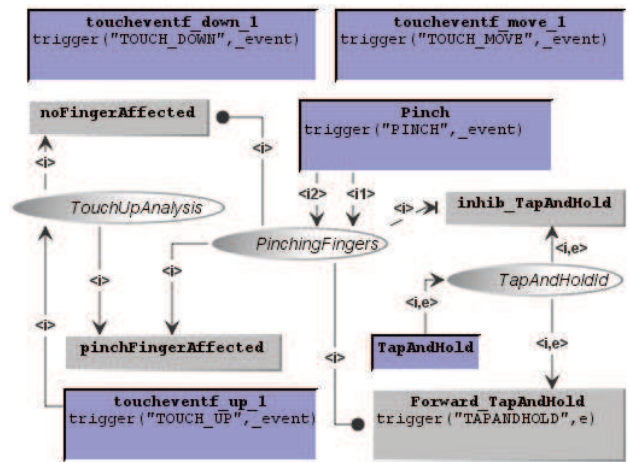 toucheventf_down_1
trigger("TOUCH_DOWN",_event)
toucheventf_move_1
trigger("TOUCH_MOVE",_event)
noFingerAffected
Pinch
trigger("PINCH",_event)
<i>
<i>
<i2>
<i1>
<i>
inhib_TapAndHold
TouchUpAnalysis
PinchingFingers
<i,e>
TapAndHoldid
<i>
<i>
<i,e>
<i>
<i>
<i,e>
pinchFingerAffected
TapAndHold
toucheventf_up_1
trigger("TOUCH_UP",_event)
Forward_TapAndHold
trigger("TAPANDHOLD",e)